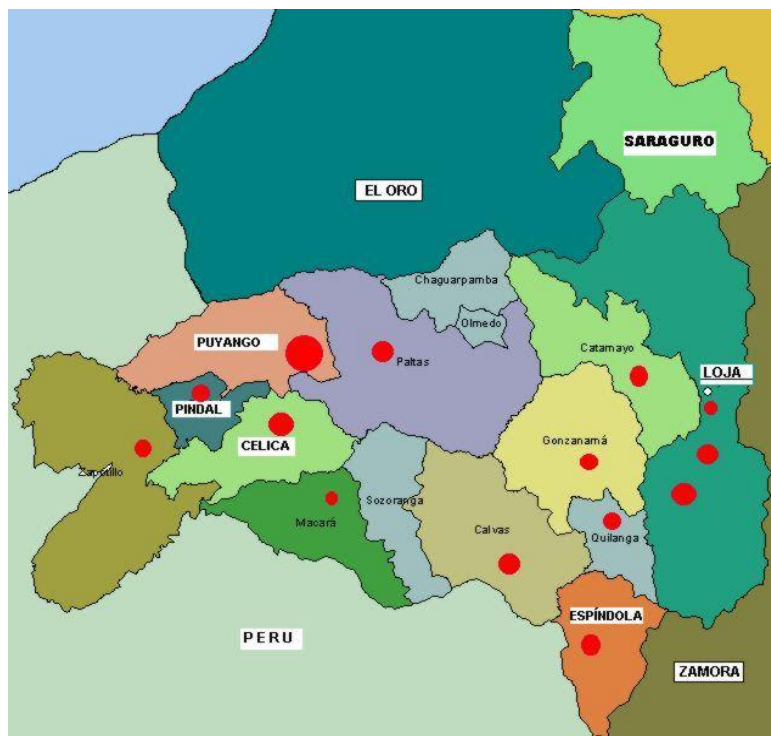 SARAGURO
EL ORO
Chaguarpamba
Olmedo
PUYANGO
Paltas
Catamayo
LOJA
PINDAL
CELICA
Gonzanamá
Zapotillo
Sozoranga
Macará
Calvas
Quilanga
ESPÍNDOLA
PERU
ZAMORA